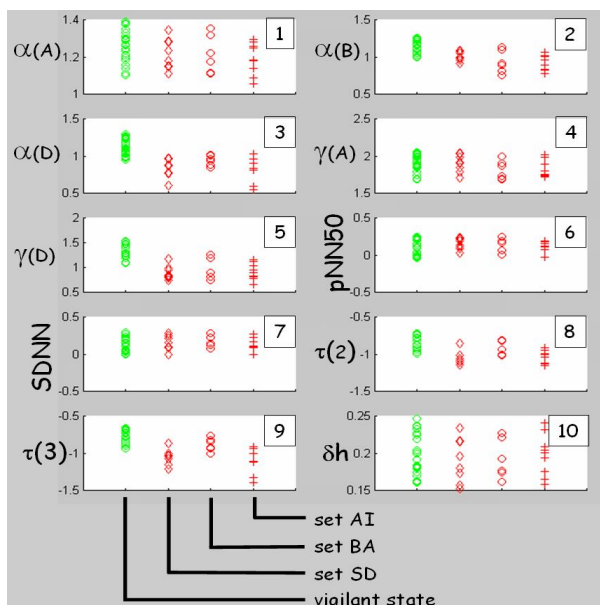 1.4
1.2
1
α(A)
1
1.5
1
0.5
α(B)
2
1.5
1
0.5
α(D)
3
2.5
2
1.5
γ(A)
4
2
1.5
1
0.5
γ(D)
5
0.5
0
-0.5
pNN50
6
0.5
0
-0.5
SDNN
7
-0.5
-1
-1.5
τ(2)
8
-0.5
-1
-1.5
τ(3)
9
0.25
0.2
0.15
δh
10
set AI
set BA
set SD
vigilant state